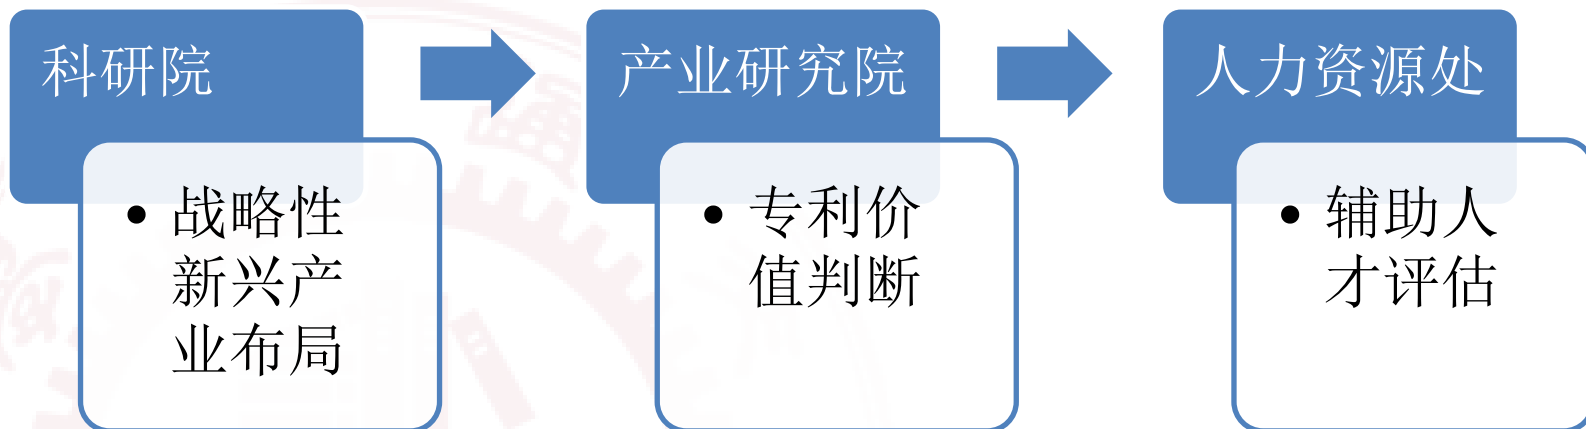 科研院
• 战略性
新兴产
业布局
产业研究院
• 专利价
值判断
人力资源处
• 辅助人
才评估